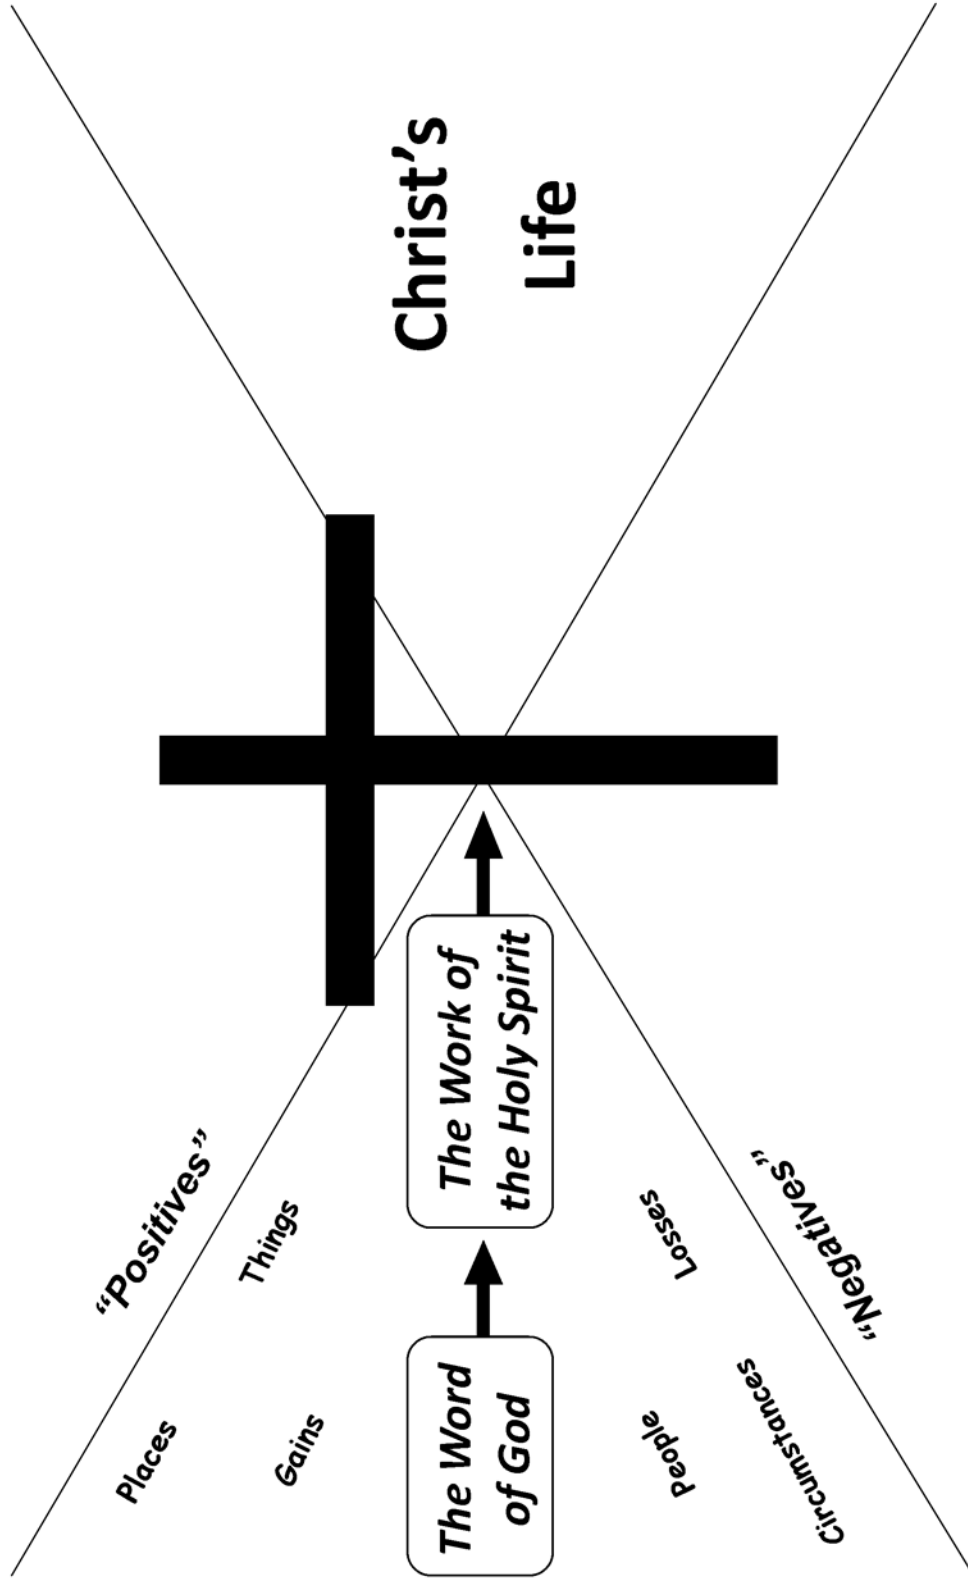 “Positives”
Places
Things
Gains
The Word
of God
The Work of
the Holy Spirit
Christ’s
Life
People
Losses
Circumstances
“Negatives”